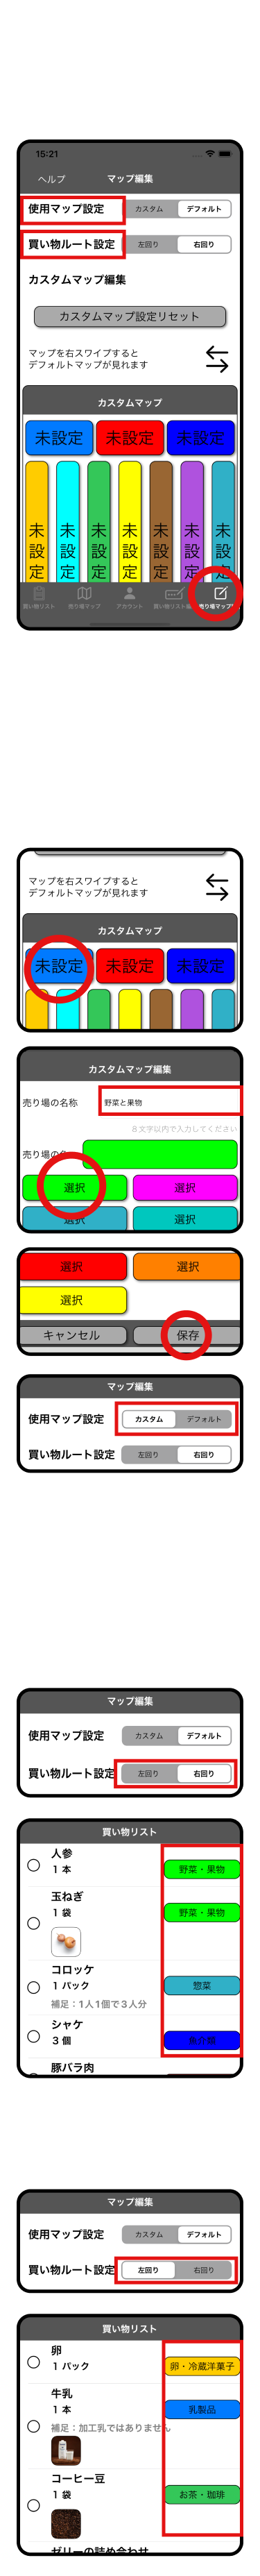 15:21
ヘルプ マップ編集
使用マップ設定 カスタム デフォルト
買い物ルート設定 左回り 右回り
カスタムマップ編集
カスタムマップ設定リセット
マップを右スワイプすると
デフォルトマップが見れます
カスタムマップ
未設定 未設定 未設定
未設定 未設定 未設定 未設定 未設定 未設定 未設定
買い物リスト 売り場マップ アカウント 買い物リスト編 売り場マップ
マップを右スワイプすると
デフォルトマップが見れます
カスタムマップ
未設定 未設定 未設定
カスタムマップ編集
売り場の名称 野菜と果物
8文字以内で入力してください
売り場の
選択 選択
選択 選択
選択 選択
選択
キャンセル 保存
マップ編集
使用マップ設定 カスタム デフォルト
買い物ルート設定 左回り 右回り
マップ編集
使用マップ設定 カスタム デフォルト
買い物ルート設定 左回り 右回り
買い物リスト
人参
1 本 野菜・果物
玉ねぎ
1 袋 野菜・果物
コロッケ
1 パック 惣菜
補足：1人1個で3人分
シャケ
3 個 魚介類
豚バラ肉
マップ編集
使用マップ設定 カスタム デフォルト
買い物ルート設定 左回り 右回り
買い物リスト
卵
1 パック 卵・冷蔵洋菓子
牛乳
1 本 乳製品
補足：加工乳ではありません
コーヒー豆
1 袋 お茶・珈琲
ゼリーの詰め合わせ